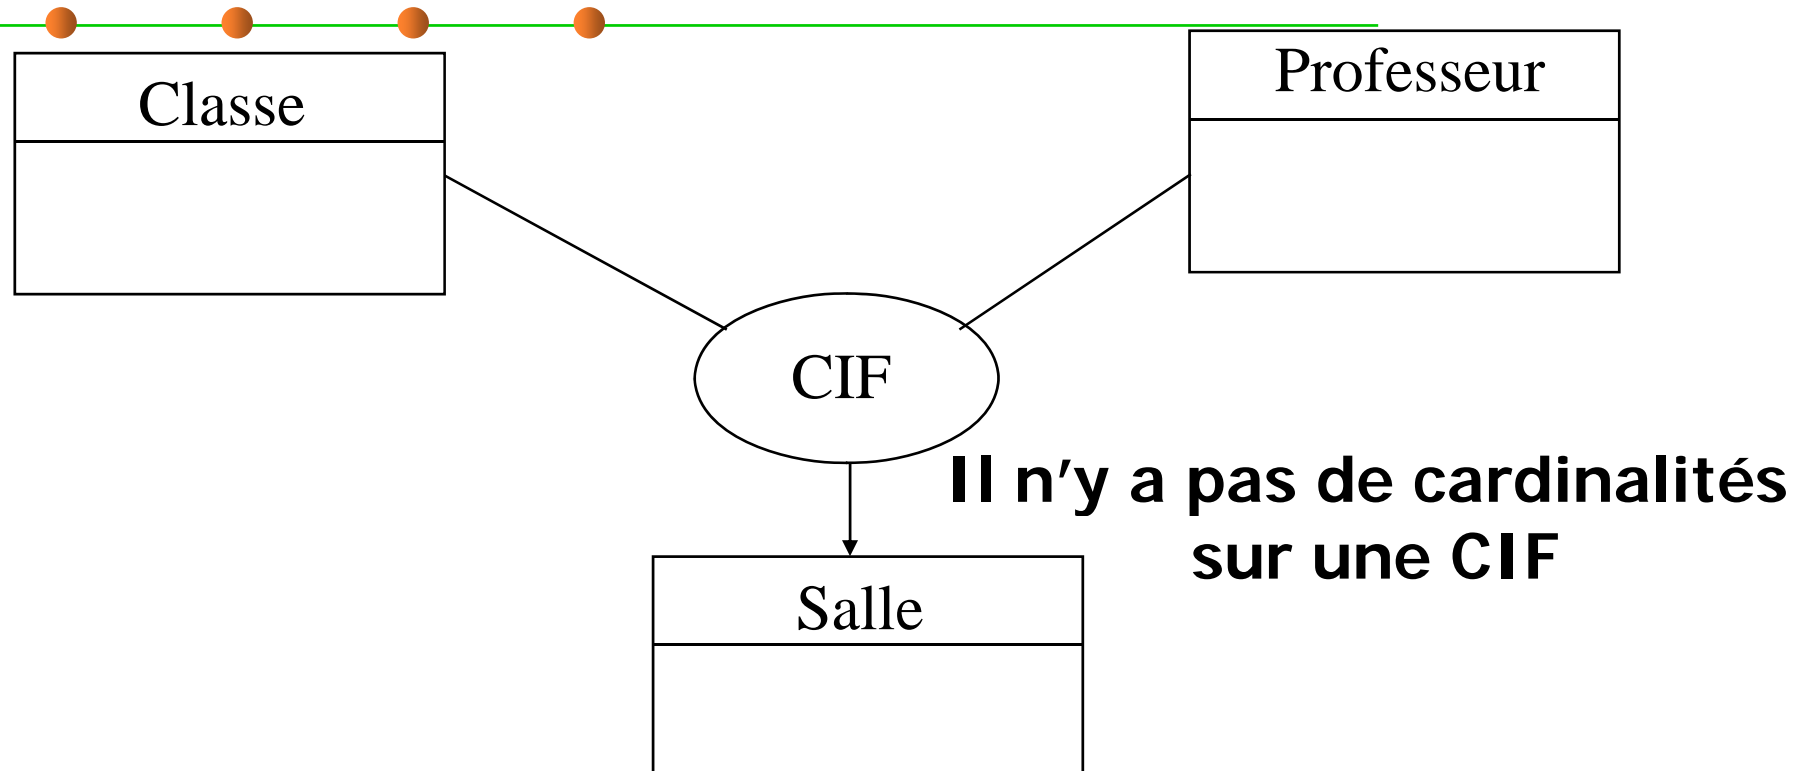 Classe
Professeur
CIF
Il n'y a pas de cardinalités
sur une CIF
Salle